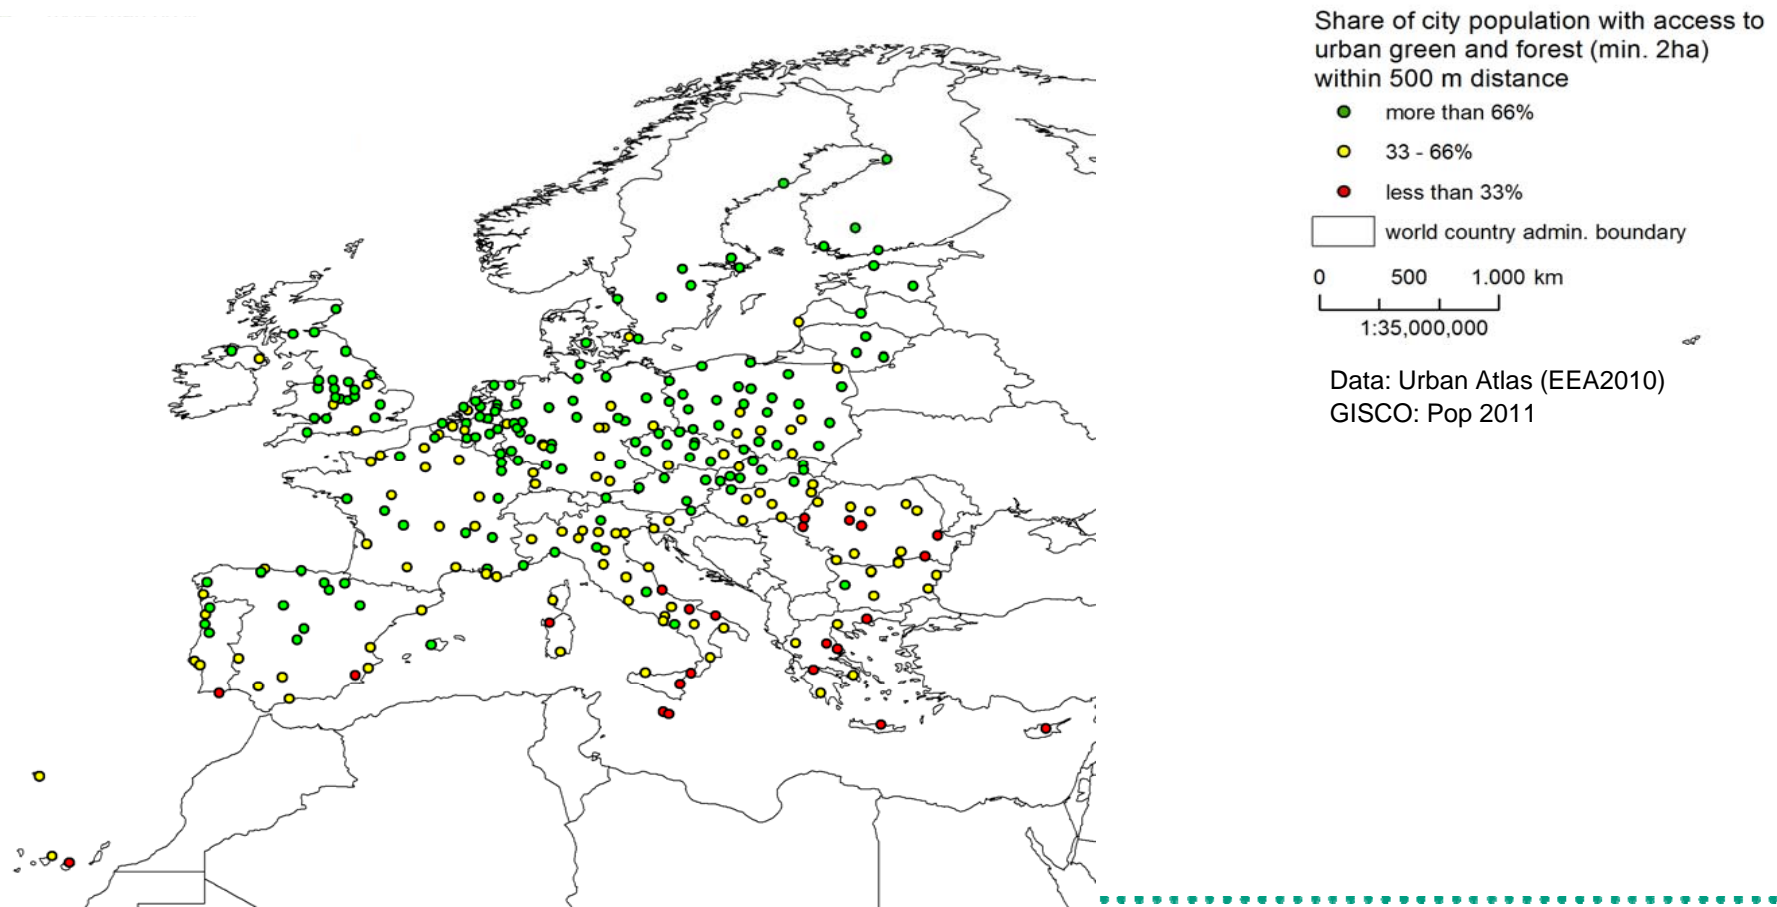 Share of city population with access to
urban green and forest (min. 2ha)
within 500 m distance
more than 66%
33 - 66%
less than 33%
world country admin. boundary
0 500 1.000 km
1:35,000,000
Data: Urban Atlas (EEA2010)
GISCO: Pop 2011